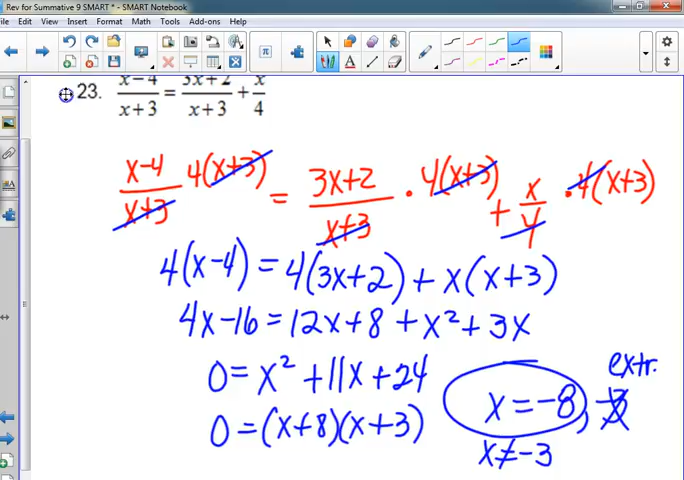 Rev for Summative 9 SMART * - SMART Notebook
File Edit View Insert Format Tools Add-ons Help
23. x-4/x+3 = 3x+2/x+3 + x/4
x-4/x+3 4(x+3) = 3x+2/x+3 • 4(x+3) + x/4 • 4(x+3)
4(x-4) = 4(3x+2) + x(x+3)
4x-16 = 12x+8 + x² + 3x
0 = x² + 11x + 24
extr.
0 = (x+8)(x+3) x = -8, -3
x ≠ -3